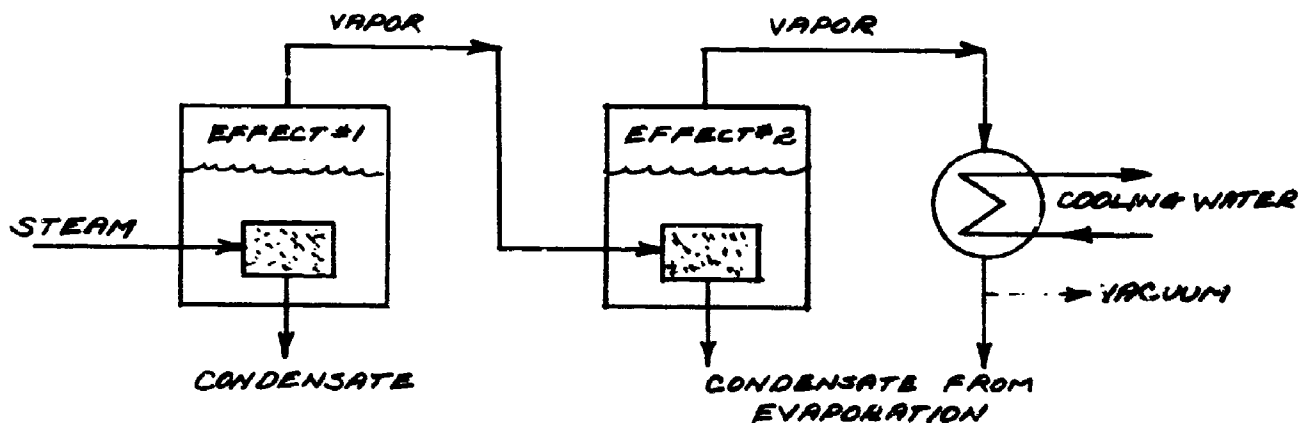 VAPOR
VAPOR
EFFECT #1
EFFECT #2
STEAM
COOLING WATER
VACUUM
CONDENSATE
CONDENSATE FROM
EVAPORATION